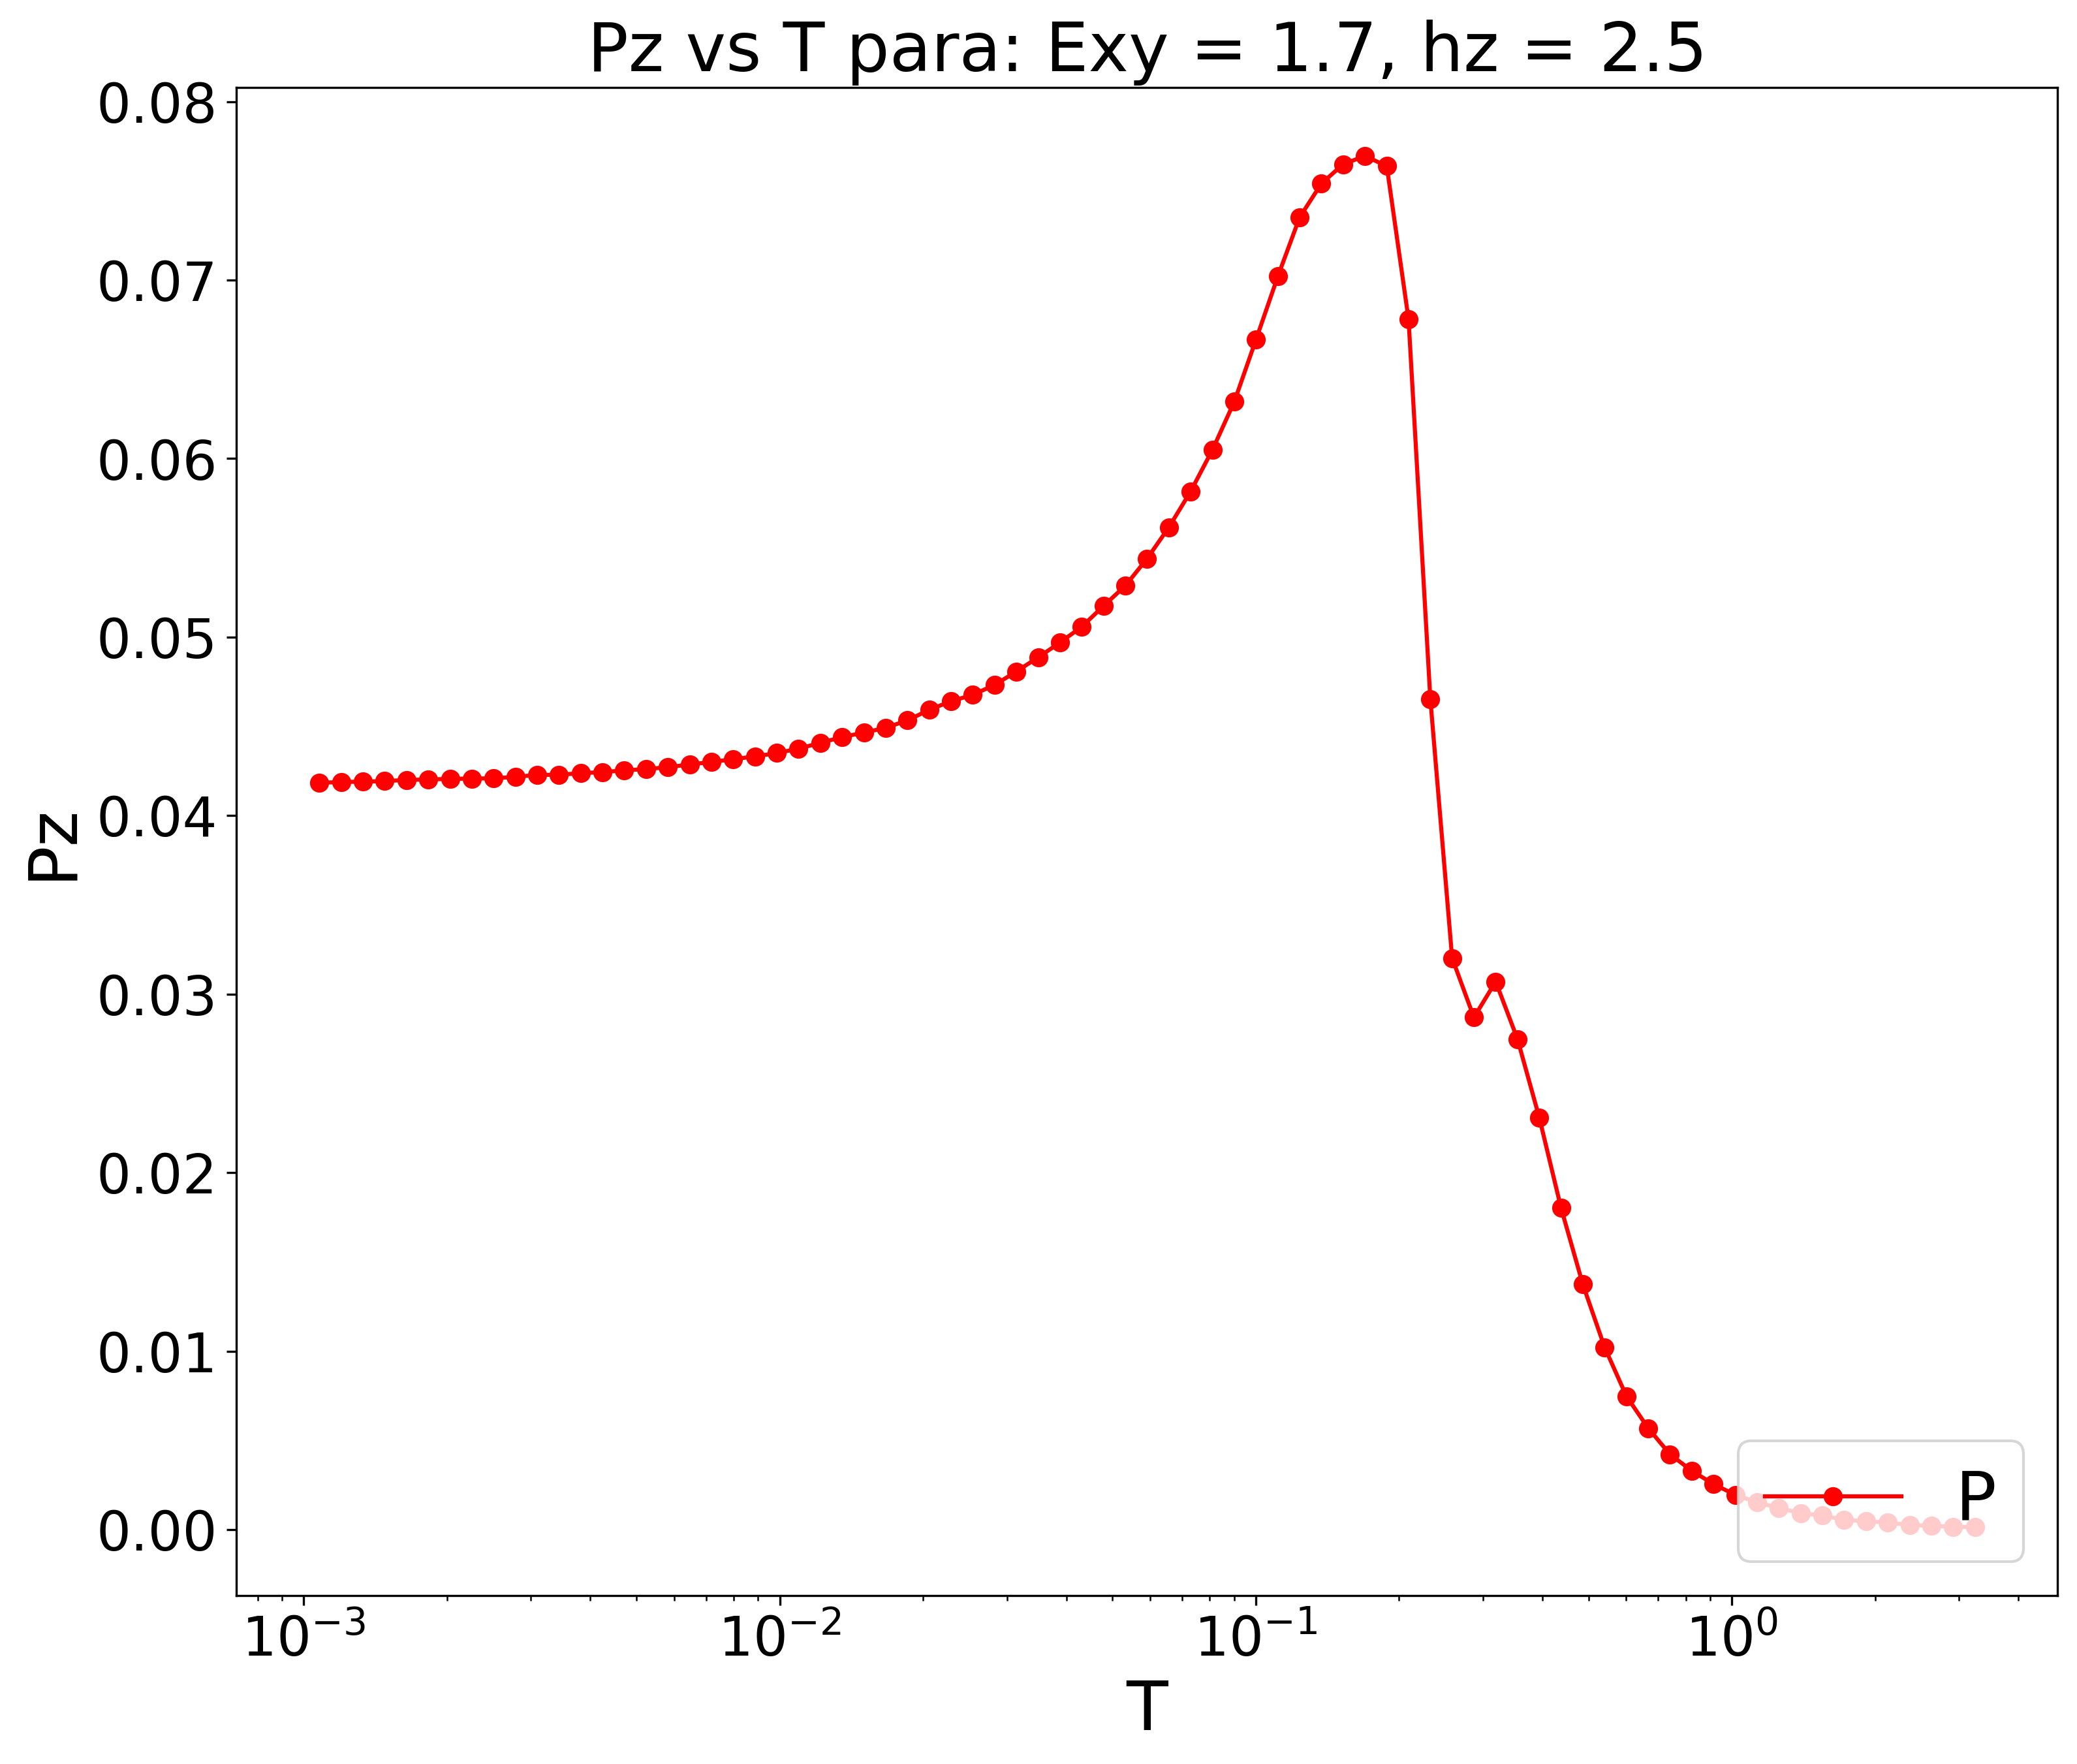 Pz vs T para: Exy = 1.7, hz = 2.5
0.08
0.07
0.06
0.05
0.04
0.03
0.02
0.01
0.00
Pz
P
10⁻³ 10⁻² 10⁻¹ 10⁰
T